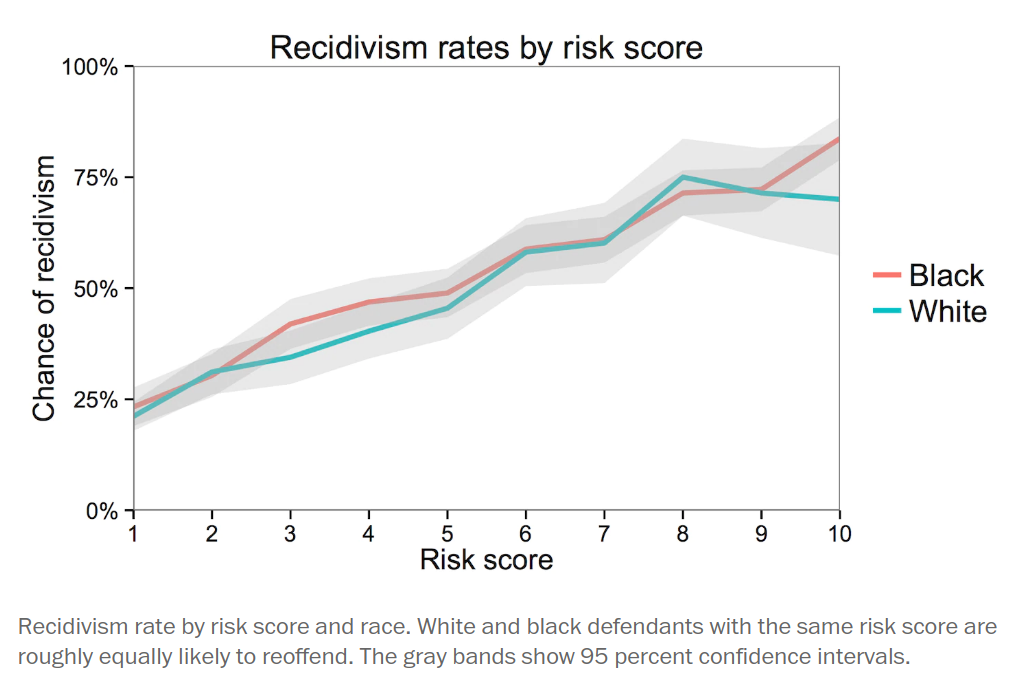 Recidivism rates by risk score
100%
75%
50%
25%
0%
Chance of recidivism
1 2 3 4 5 6 7 8 9 10
Risk score
Black
White
Recidivism rate by risk score and race. White and black defendants with the same risk score are
roughly equally likely to reoffend. The gray bands show 95 percent confidence intervals.